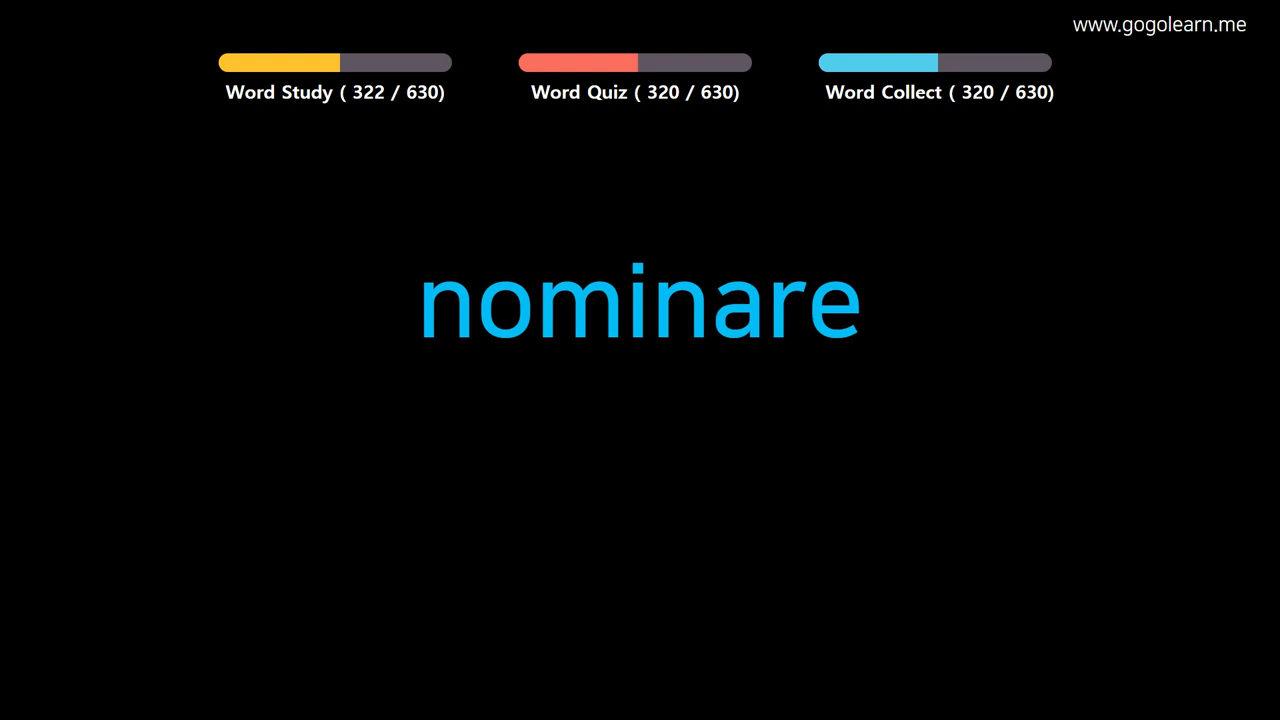 www.gogolearn.me
Word Study ( 322 / 630)
Word Quiz ( 320 / 630)
Word Collect ( 320 / 630)
nominare